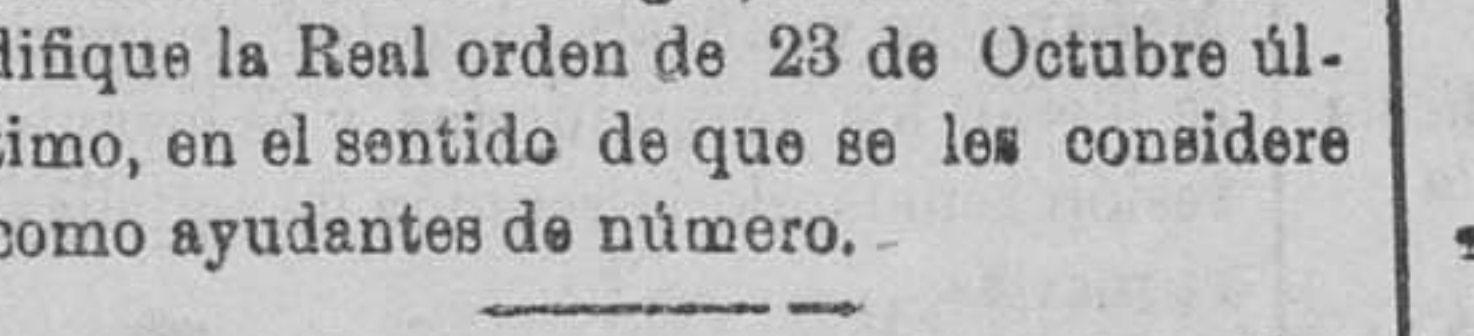 difique la Real orden de 23 de Octubre úl-
timo, en el sentido de que se les considere
como ayudantes de número.